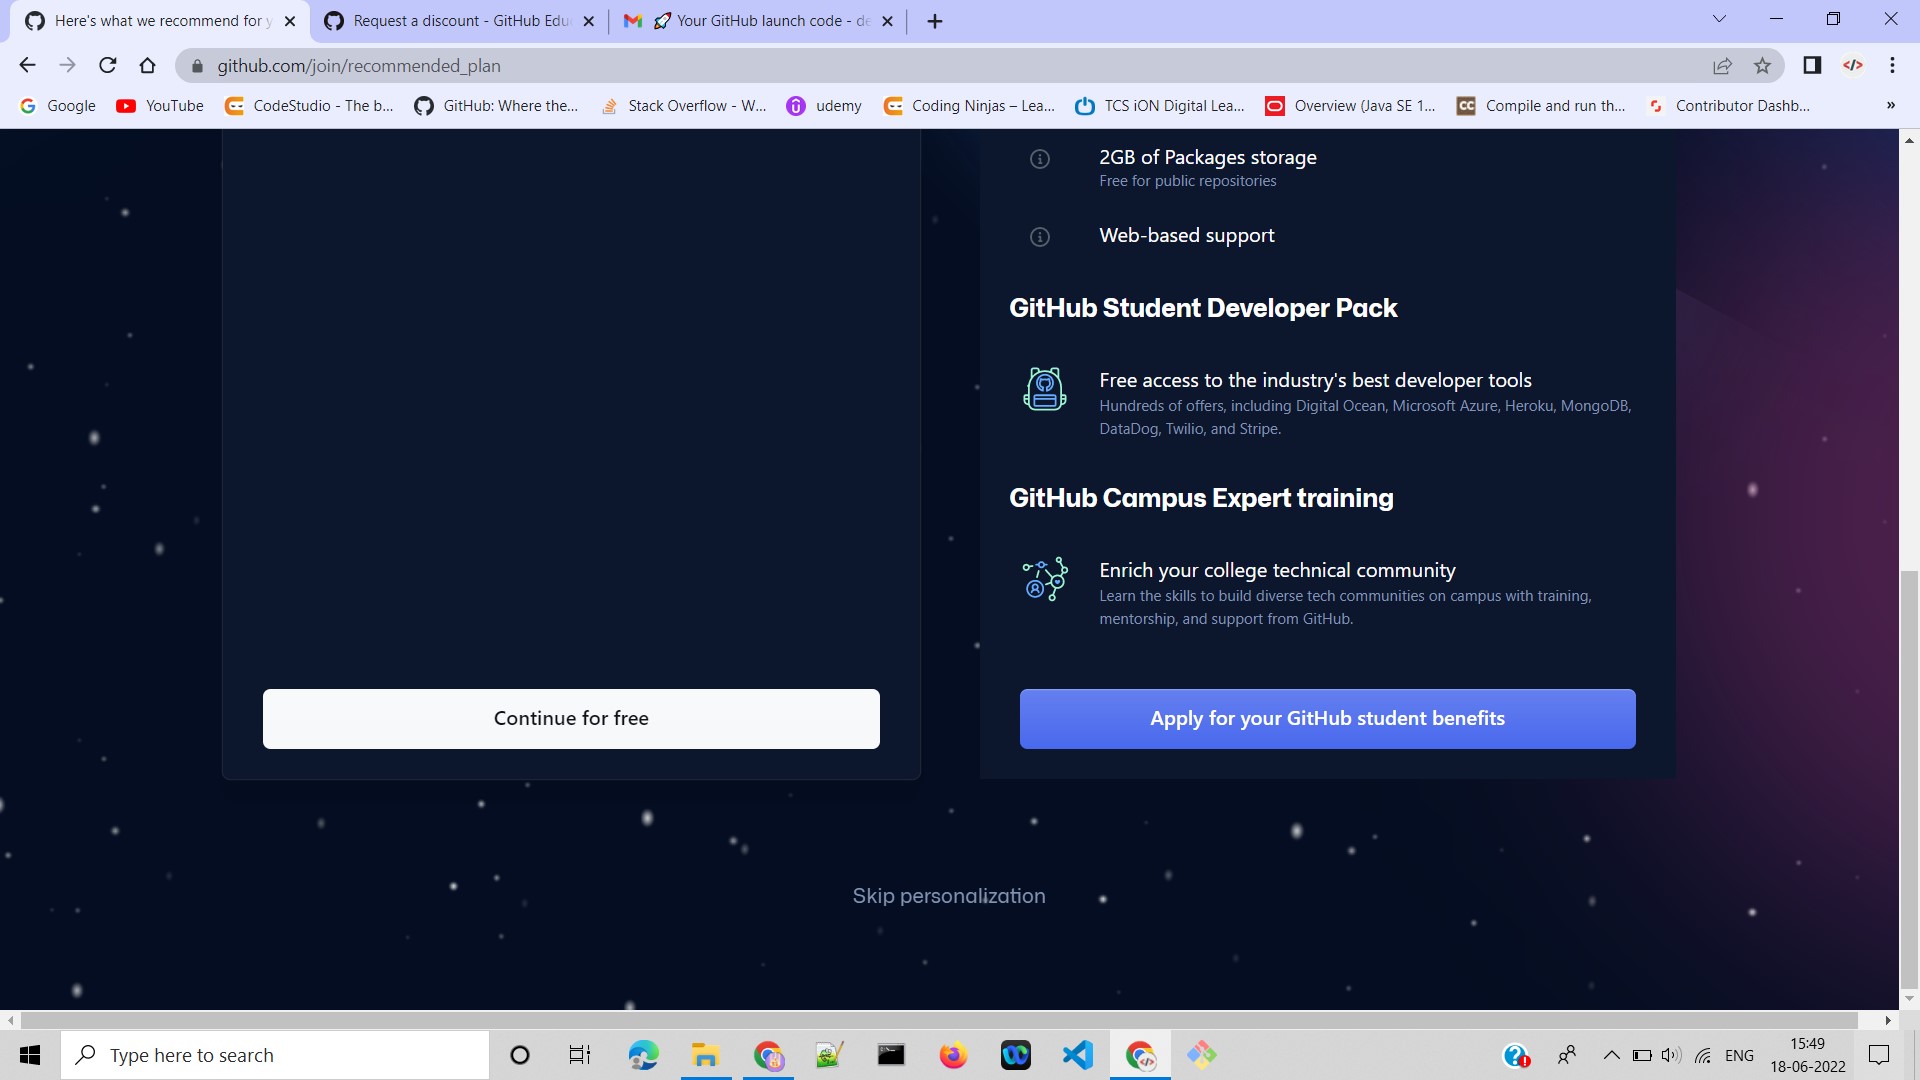 Here's what we recommend for y
Request a discount - GitHub Edu
🚀 Your GitHub launch code - de
github.com/join/recommended_plan
Google
YouTube
CodeStudio - The b...
GitHub: Where the...
Stack Overflow - W...
udemy
Coding Ninjas – Lea...
TCS iON Digital Lea...
Overview (Java SE 1...
Compile and run th...
Contributor Dashb...
»
2GB of Packages storage
Free for public repositories
Web-based support
GitHub Student Developer Pack
Free access to the industry's best developer tools
Hundreds of offers, including Digital Ocean, Microsoft Azure, Heroku, MongoDB,
DataDog, Twilio, and Stripe.
GitHub Campus Expert training
Enrich your college technical community
Learn the skills to build diverse tech communities on campus with training,
mentorship, and support from GitHub.
Continue for free
Apply for your GitHub student benefits
Skip personalization
Type here to search
ENG
15:49
18-06-2022